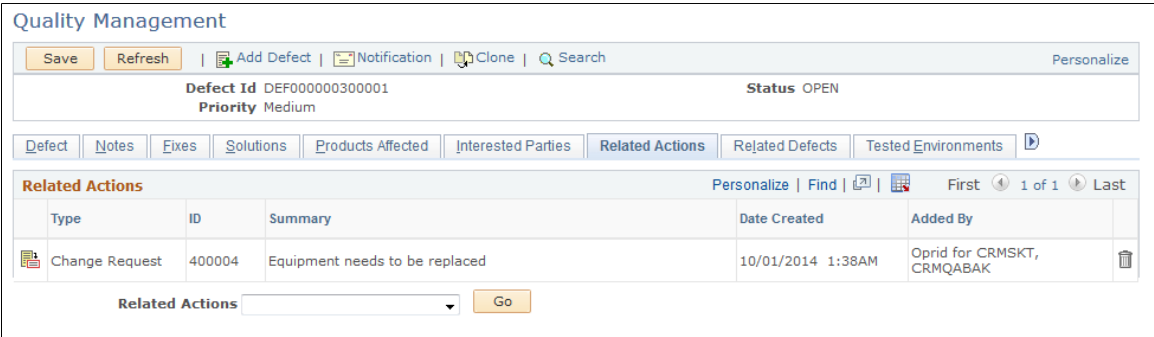 Quality Management
Save Refresh | Add Defect | Notification | Clone | Search Personalize
Defect Id DEF000000300001 Status OPEN
Priority Medium
Defect Notes Fixes Solutions Products Affected Interested Parties Related Actions Related Defects Tested Environments
Related Actions Personalize | Find | | First 1 of 1 Last
Type ID Summary Date Created Added By
Change Request 400004 Equipment needs to be replaced 10/01/2014 1:38AM Oprid for CRMSKT,
CRMQABAK
Related Actions Go